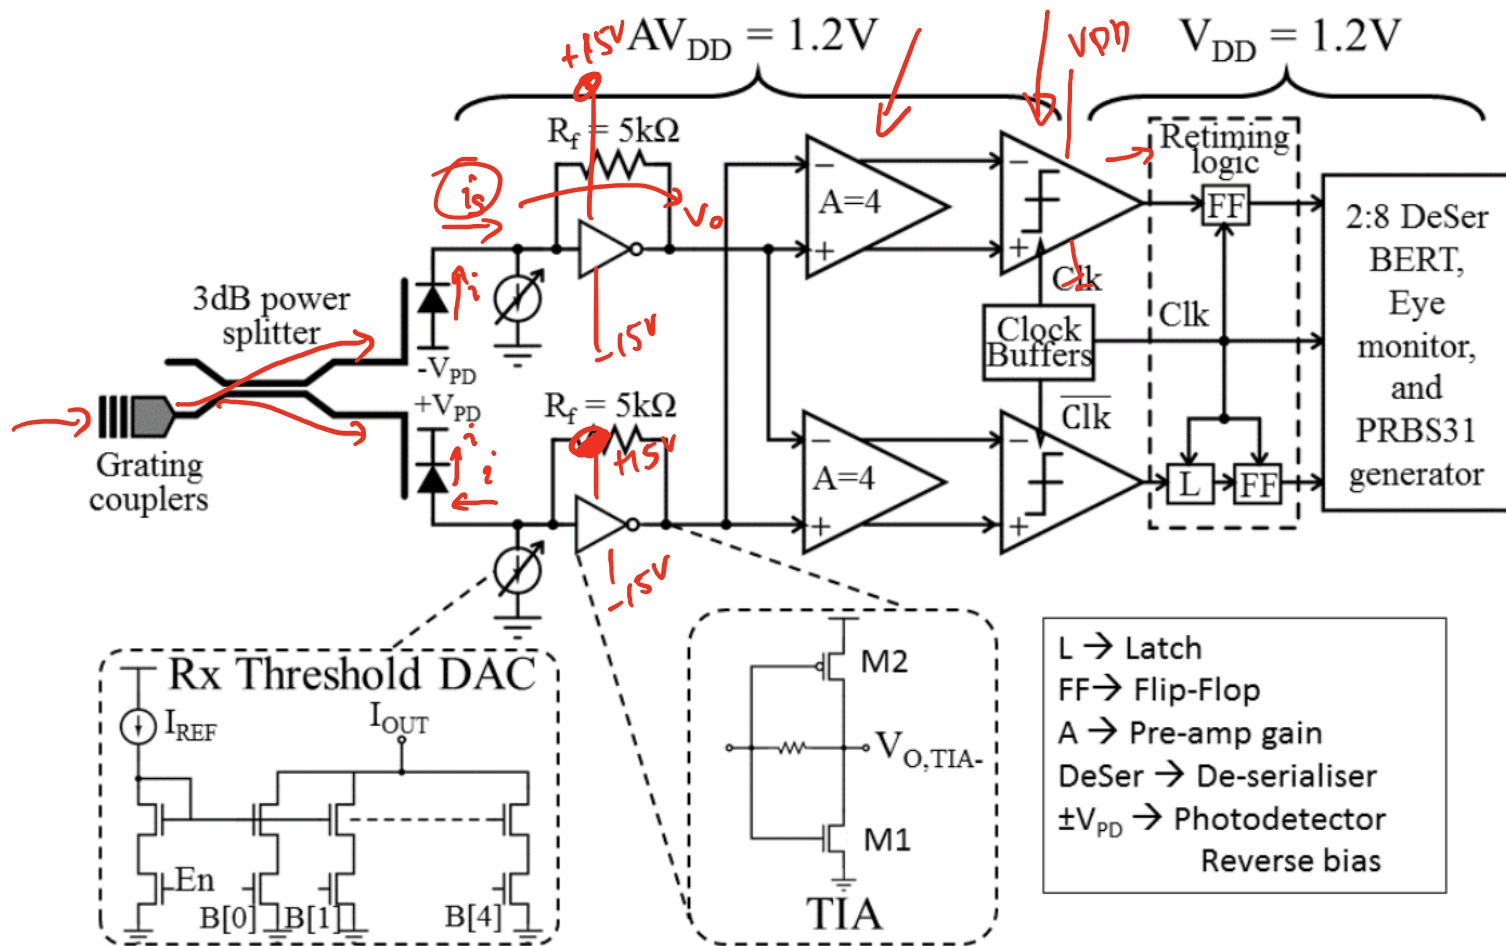 +15V
AVDD = 1.2V
VDD
VDD = 1.2V
Rf = 5kΩ
is
Vo
Retiming
logic
−
A=4
+
−
+
FF
2:8 DeSer
BERT,
Eye
monitor,
and
PRBS31
generator
i
Clk
3dB power
splitter
-15V
Clock
Buffers
Clk
-VPD
+VPD
Rf = 5kΩ
+15V
Clk
i
i
Grating
couplers
−
A=4
+
−
+
L
FF
-15V
Rx Threshold DAC
IREF
IOUT
En
B[0]
B[1]
B[4]
M2
VO,TIA-
M1
TIA
L → Latch
FF→ Flip-Flop
A → Pre-amp gain
DeSer → De-serialiser
±VPD → Photodetector
Reverse bias